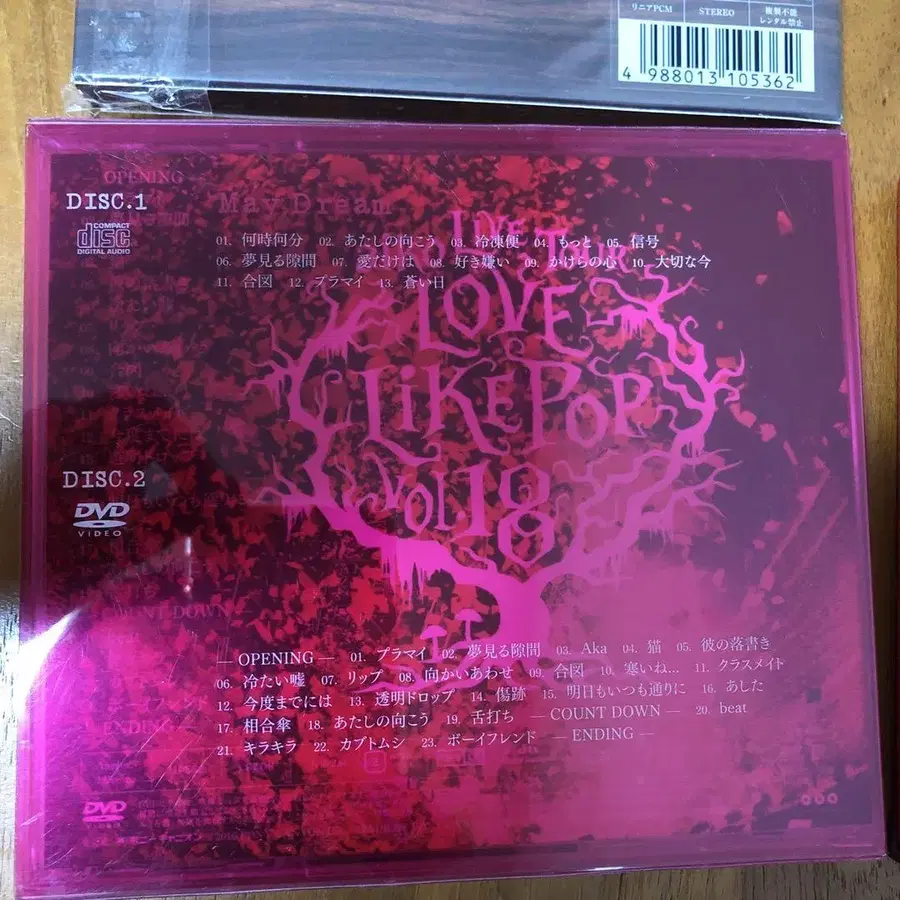 リニアPCM STEREO 複製不能
レンタル禁止
4 988013 105362
OPENING
DISC.1
May Dream
COMPACT
disc
DIGITAL AUDIO
LIVE TOUR
01. 何時何分 02. あたしの向こう 03. 冷凍便 04. もっと 05. 信号
06. 夢見る隙間 07. 愛だけは 08. 好き嫌い 09. かけらの心 10. 大切な今
11. 合図 12. プラマイ 13. 蒼い日
LOVE
LiKE POP
VOL188
DISC.2
DVD
VIDEO
COUNT DOWN
— OPENING — 01. プラマイ 02. 夢見る隙間 03. Aka 04. 猫 05. 彼の落書き
06. 冷たい嘘 07. リップ 08. 向かいあわせ 09. 合図 10. 寒いね... 11. クラスメイト
12. 今度までには 13. 透明ドロップ 14. 傷跡 15. 明日もいつも通りに 16. あした
17. 相合傘 18. あたしの向こう 19. 舌打ち — COUNT DOWN — 20. beat
21. キラキラ 22. カブトムシ 23. ボーイフレンド — ENDING —
ENDING
DVD